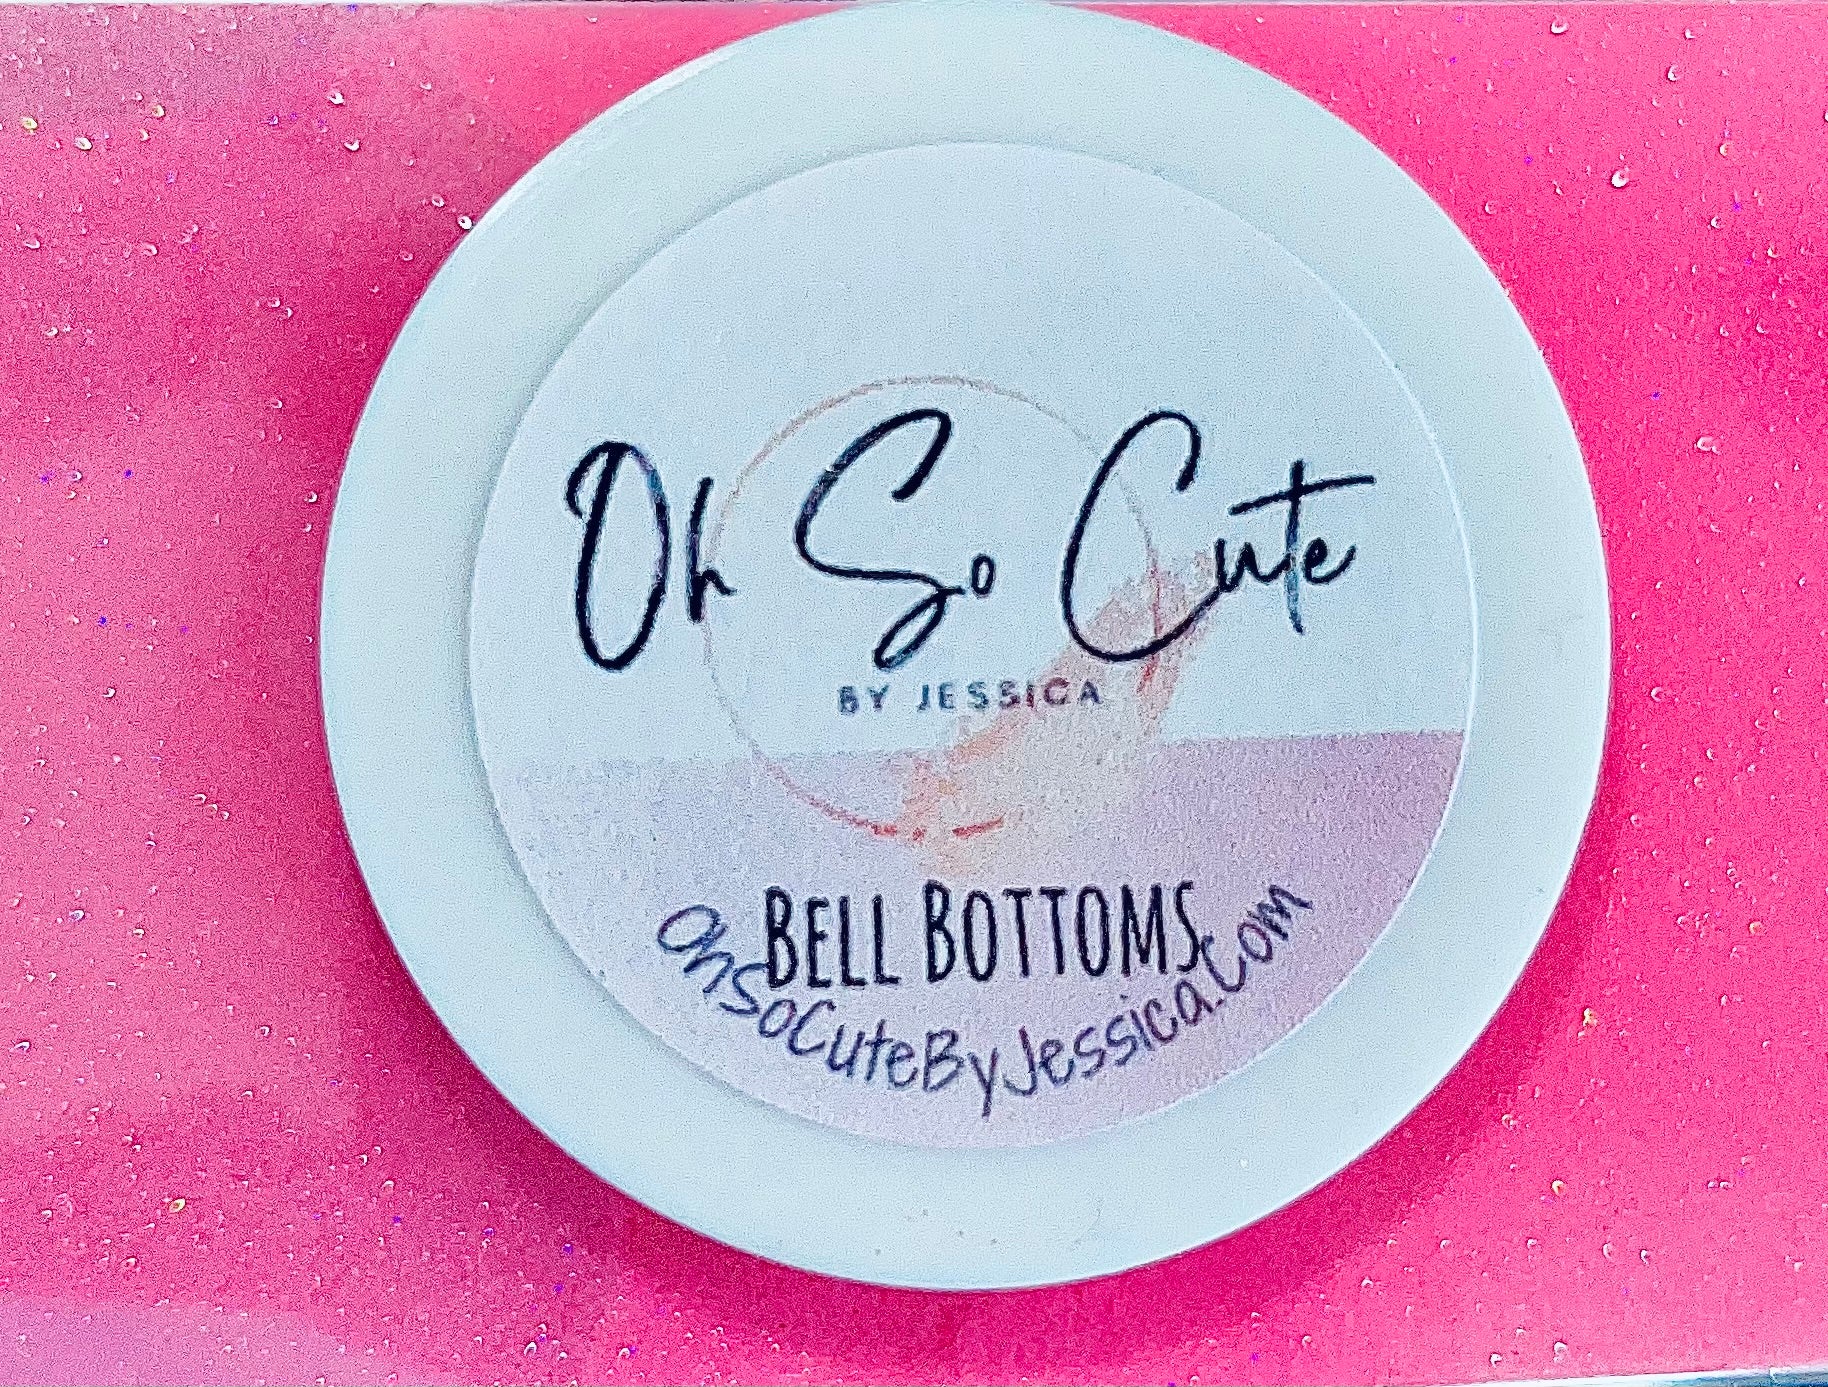 Oh So Cute
BY JESSICA
BELL BOTTOMS
OhSoCuteByJessica.com